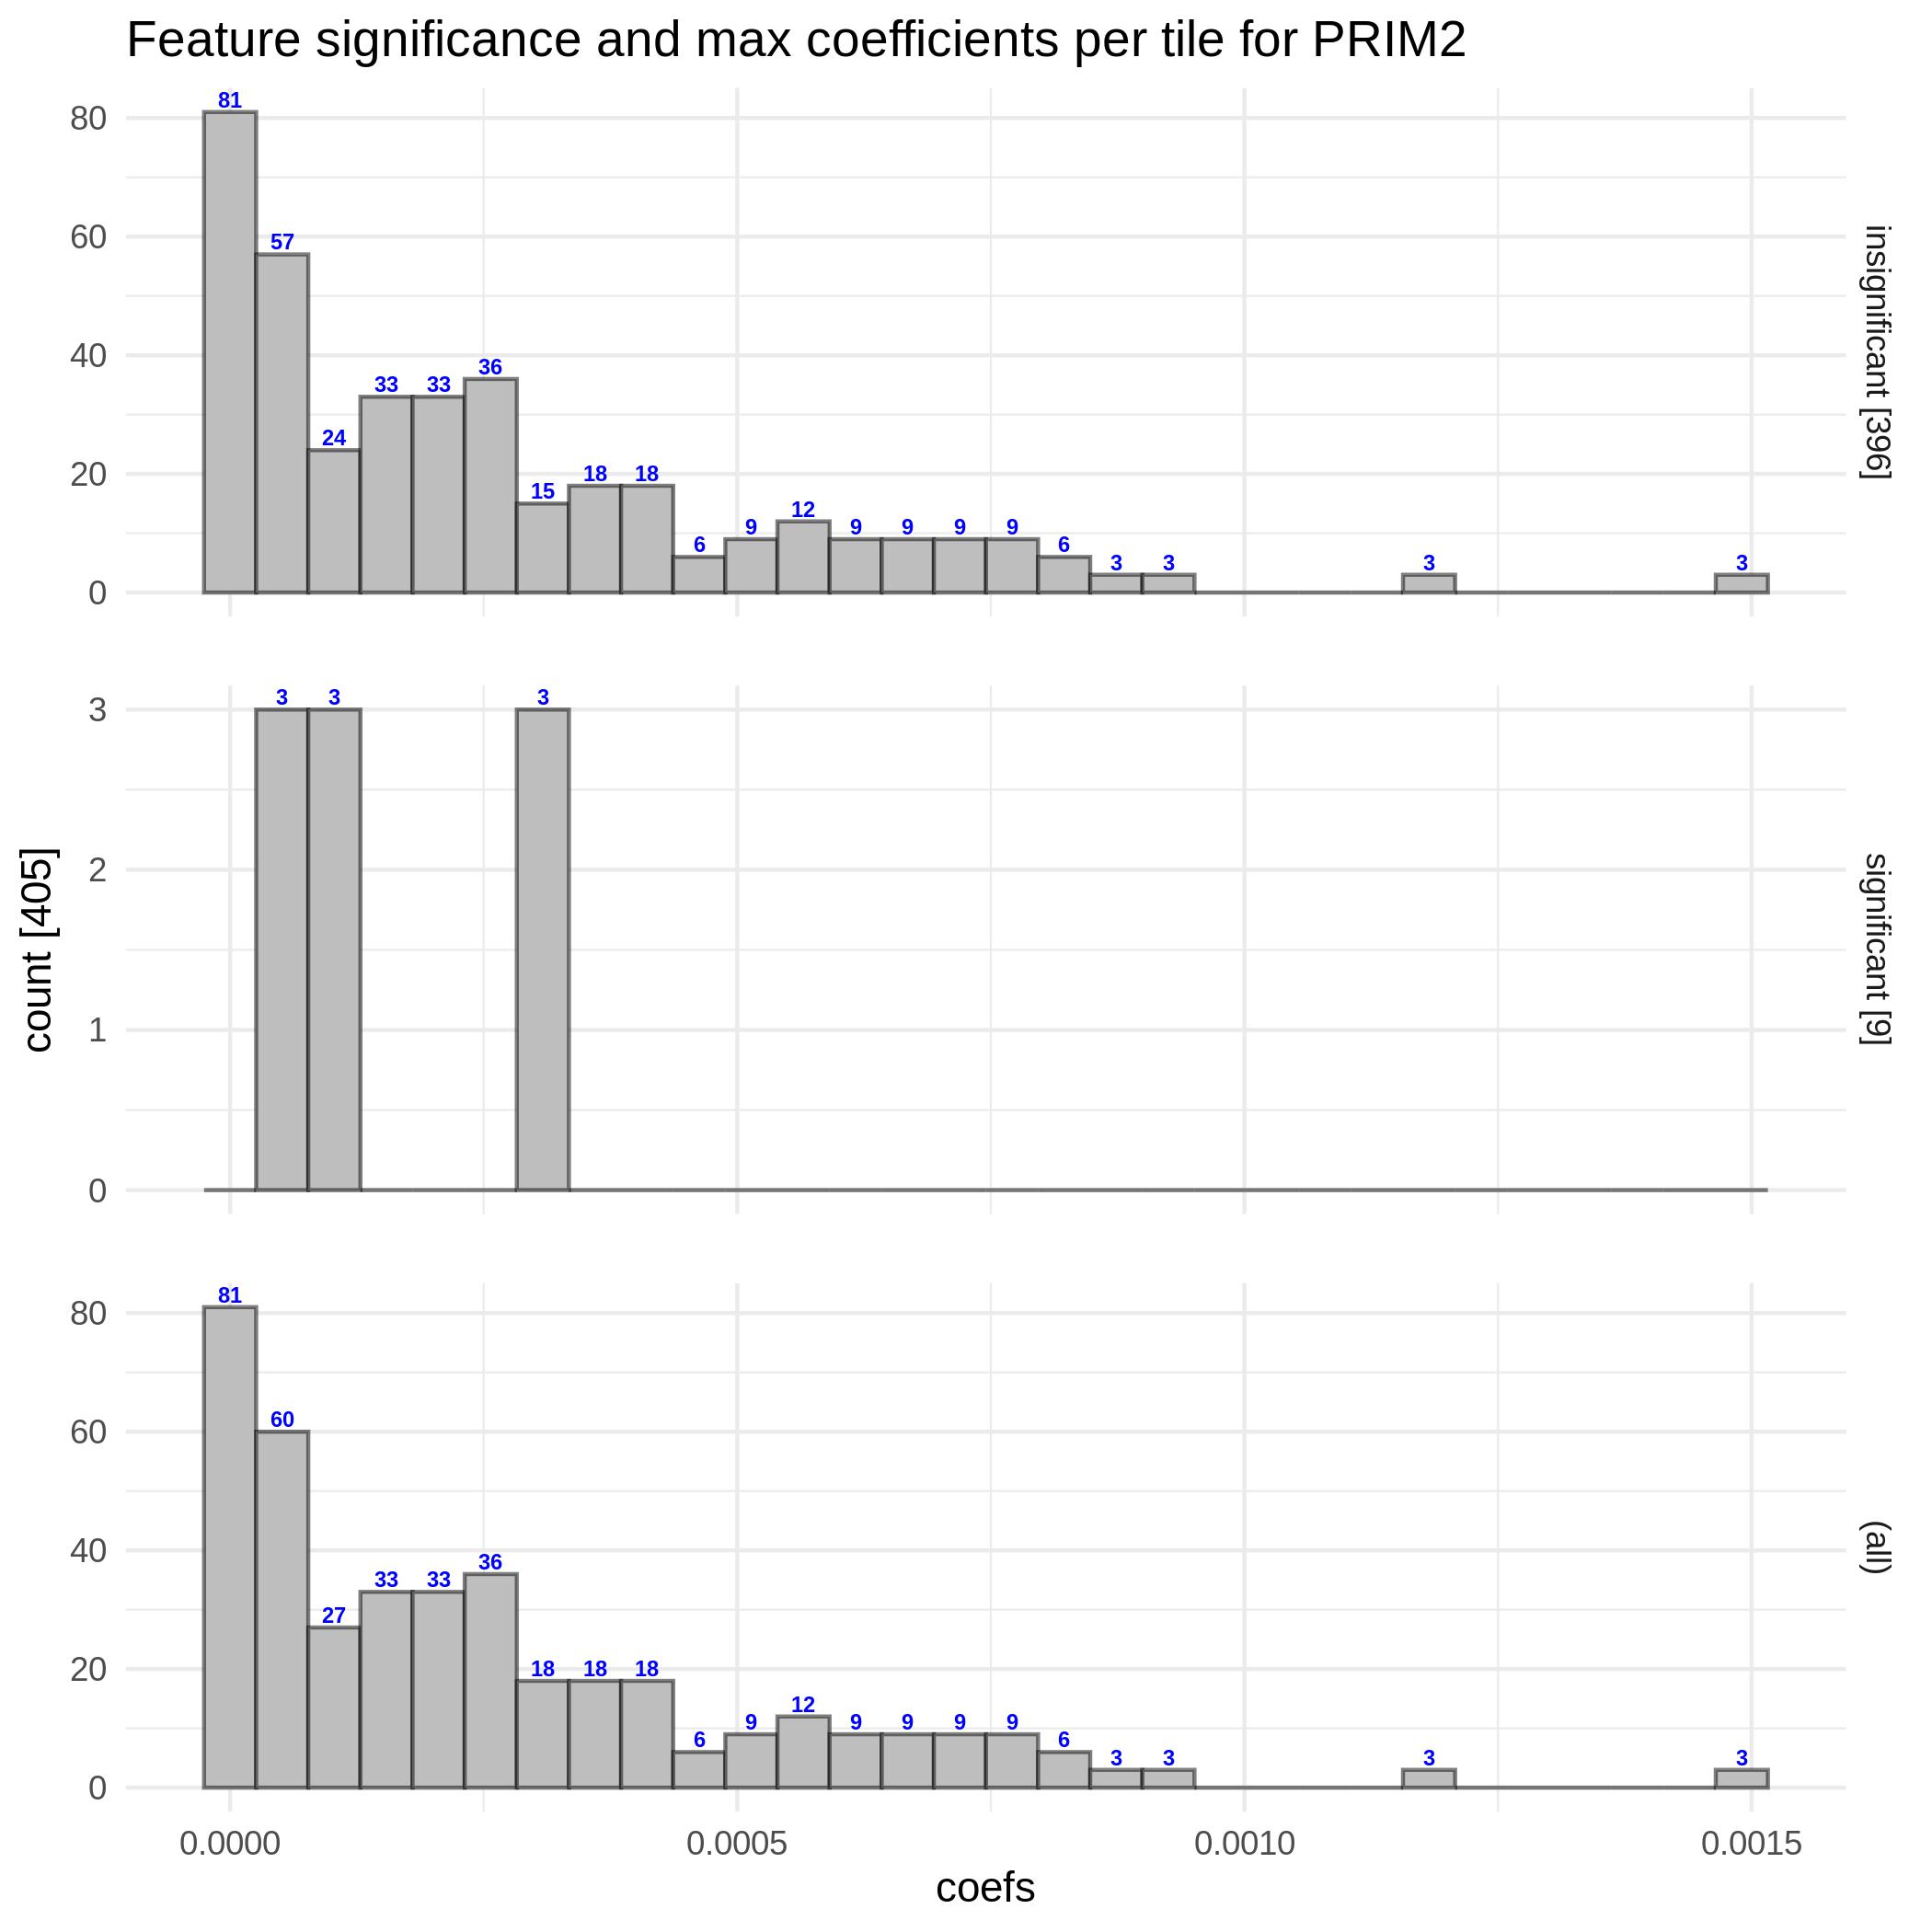 Feature significance and max coefficients per tile for PRIM2
81
80
57
60
insignificant [396]
40
36
33 33
24
20
18 18
15
12
9 9 9 9 9
6 6
3 3 3 3
0
3 3 3
3
2
count [405]
significant [9]
1
0
81
80
60
60
(all)
40
36
33 33
27
20
18 18 18
12
9 9 9 9 9
6 6
3 3 3 3
0
0.0000 0.0005 0.0010 0.0015
coefs